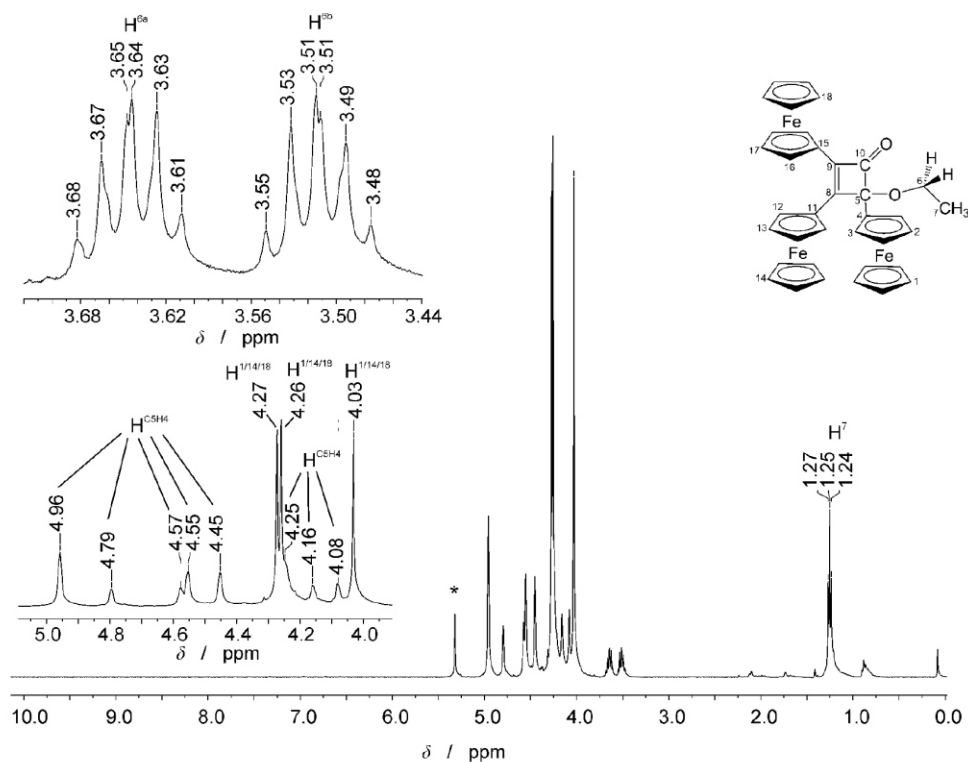 H6a H6b
3.68
3.67
3.65
3.64
3.63
3.61
3.55
3.53
3.51
3.51
3.49
3.48
3.68 3.62 3.56 3.50 3.44
δ / ppm
18
Fe
17 15 16
10 O
9
8 5
O
6 H H
7 CH3
12 11
13
4 3 2
Fe Fe
14 1
H1/14/18 H1/14/18 H1/14/18
4.27
4.26
4.03
HC5H4
HC5H4
4.96
4.79
4.57
4.55
4.45
4.25
4.16
4.08
5.0 4.8 4.6 4.4 4.2 4.0
δ / ppm
*
H7
1.27
1.25
1.24
10.0 9.0 8.0 7.0 6.0 5.0 4.0 3.0 2.0 1.0 0.0
δ / ppm